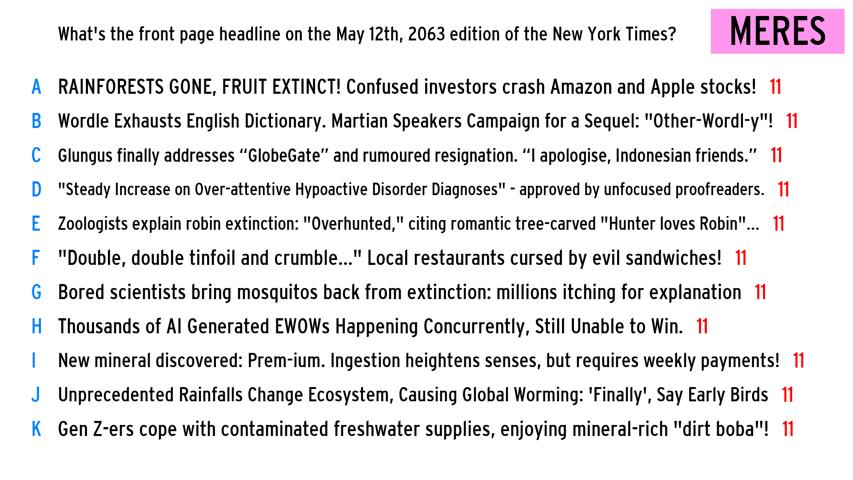 What's the front page headline on the May 12th, 2063 edition of the New York Times? MERES
A RAINFORESTS GONE, FRUIT EXTINCT! Confused investors crash Amazon and Apple stocks! 11
B Wordle Exhausts English Dictionary. Martian Speakers Campaign for a Sequel: "Other-Wordl-y"! 11
C Glungus finally addresses “GlobeGate” and rumoured resignation. “I apologise, Indonesian friends.” 11
D "Steady Increase on Over-attentive Hypoactive Disorder Diagnoses" - approved by unfocused proofreaders. 11
E Zoologists explain robin extinction: "Overhunted," citing romantic tree-carved "Hunter loves Robin"... 11
F "Double, double tinfoil and crumble..." Local restaurants cursed by evil sandwiches! 11
G Bored scientists bring mosquitos back from extinction: millions itching for explanation 11
H Thousands of AI Generated EWOWs Happening Concurrently, Still Unable to Win. 11
I New mineral discovered: Prem-ium. Ingestion heightens senses, but requires weekly payments! 11
J Unprecedented Rainfalls Change Ecosystem, Causing Global Worming: 'Finally', Say Early Birds 11
K Gen Z-ers cope with contaminated freshwater supplies, enjoying mineral-rich "dirt boba"! 11